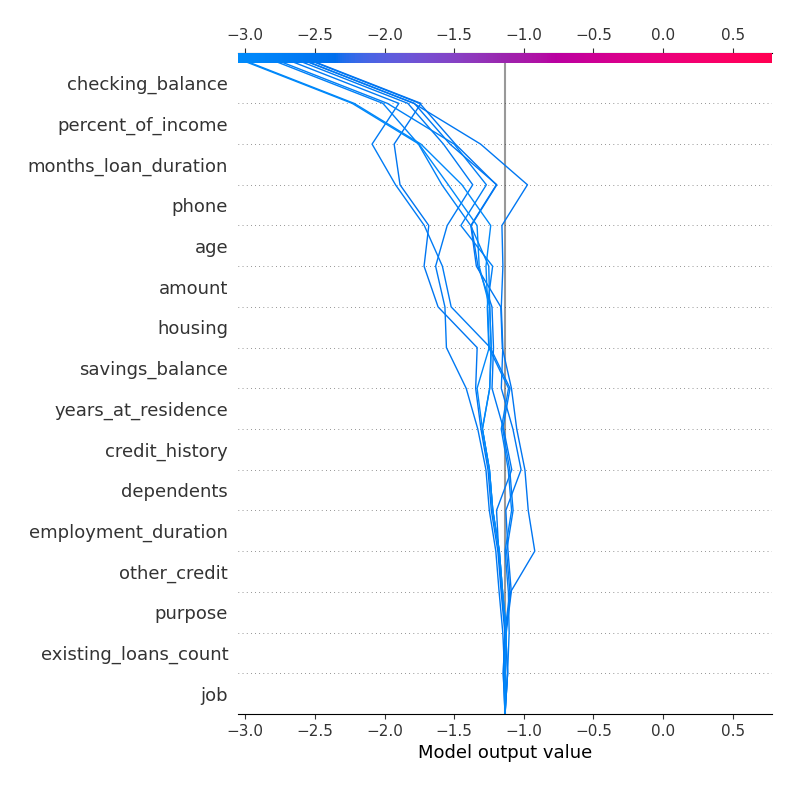 −3.0 −2.5 −2.0 −1.5 −1.0 −0.5 0.0 0.5
checking_balance
percent_of_income
months_loan_duration
phone
age
amount
housing
savings_balance
years_at_residence
credit_history
dependents
employment_duration
other_credit
purpose
existing_loans_count
job
−3.0 −2.5 −2.0 −1.5 −1.0 −0.5 0.0 0.5
Model output value